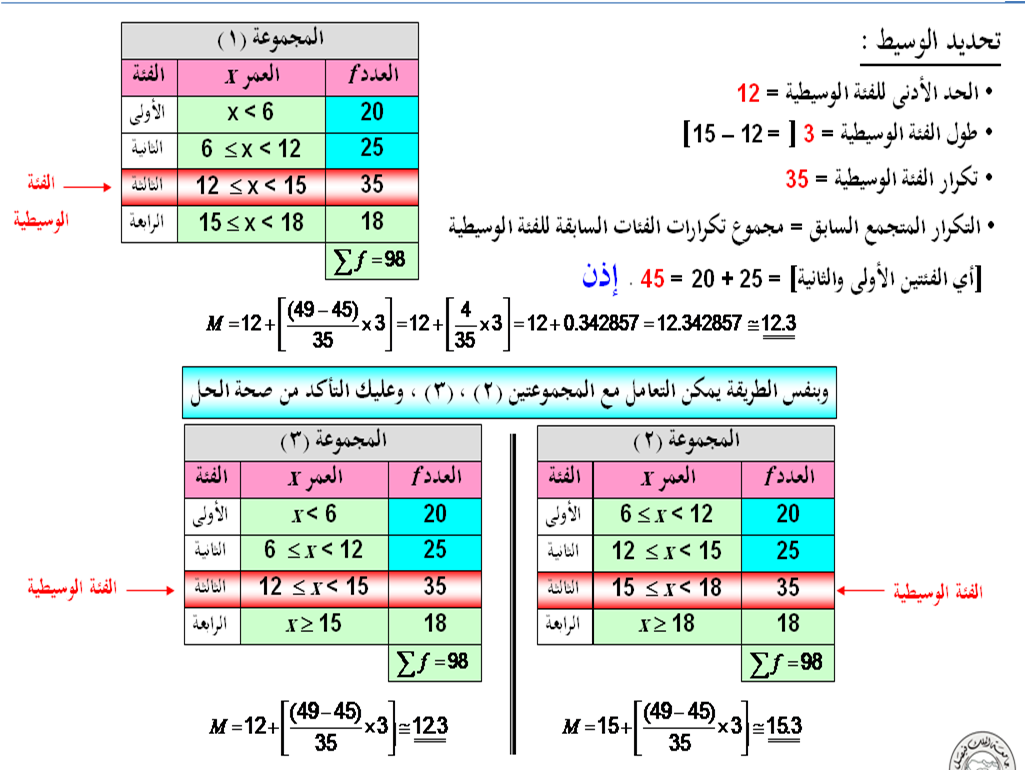 تحديد الوسيط :
• الحد الأدنى للفئة الوسيطية = 12
• طول الفئة الوسيطية = 3 [ = 12 – 15]
• تكرار الفئة الوسيطية = 35
• التكرار المتجمع السابق = مجموع تكرارات الفئات السابقة للفئة الوسيطية
[أي الفئتين الأولى والثانية] = 25 + 20 = 45 . إذن
المجموعة (١)
الفئة العمر x العدد f
الأولى x < 6 20
الثانية 6 ≤ x < 12 25
الثالثة 12 ≤ x < 15 35
الرابعة 15 ≤ x < 18 18
∑f = 98
الفئة
الوسيطية
M = 12 + [(49 – 45)/35 × 3] = 12 + [4/35 × 3] = 12 + 0.342857 = 12.342857 ≅ 12.3
وبنفس الطريقة يمكن التعامل مع المجموعتين (٢) ، (٣) ، وعليك التأكد من صحة الحل
المجموعة (٢)
الفئة العمر x العدد f
الأولى 6 ≤ x < 12 20
الثانية 12 ≤ x < 15 25
الثالثة 15 ≤ x < 18 35
الرابعة x ≥ 18 18
∑f = 98
الفئة الوسيطية
M = 15 + [(49 – 45)/35 × 3] ≅ 15.3
المجموعة (٣)
الفئة العمر x العدد f
الأولى x < 6 20
الثانية 6 ≤ x < 12 25
الثالثة 12 ≤ x < 15 35
الرابعة x ≥ 15 18
∑f = 98
الفئة الوسيطية
M = 12 + [(49 – 45)/35 × 3] ≅ 12.3